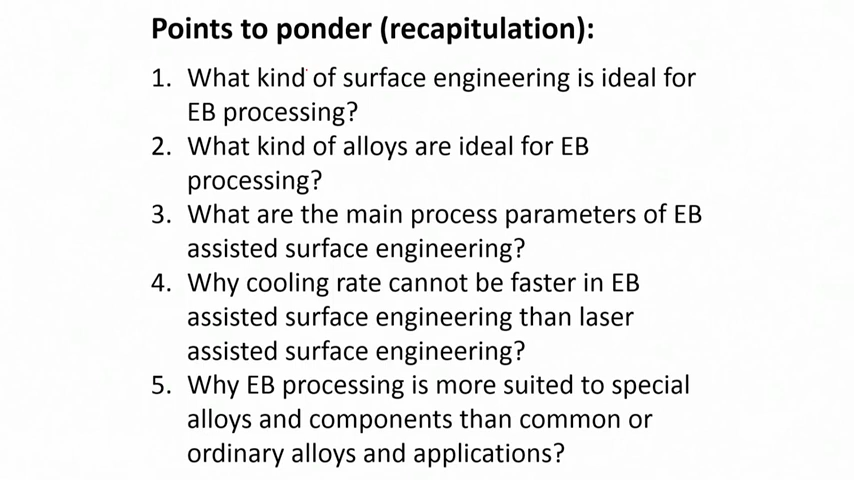 Points to ponder (recapitulation):
1. What kind of surface engineering is ideal for
EB processing?
2. What kind of alloys are ideal for EB
processing?
3. What are the main process parameters of EB
assisted surface engineering?
4. Why cooling rate cannot be faster in EB
assisted surface engineering than laser
assisted surface engineering?
5. Why EB processing is more suited to special
alloys and components than common or
ordinary alloys and applications?